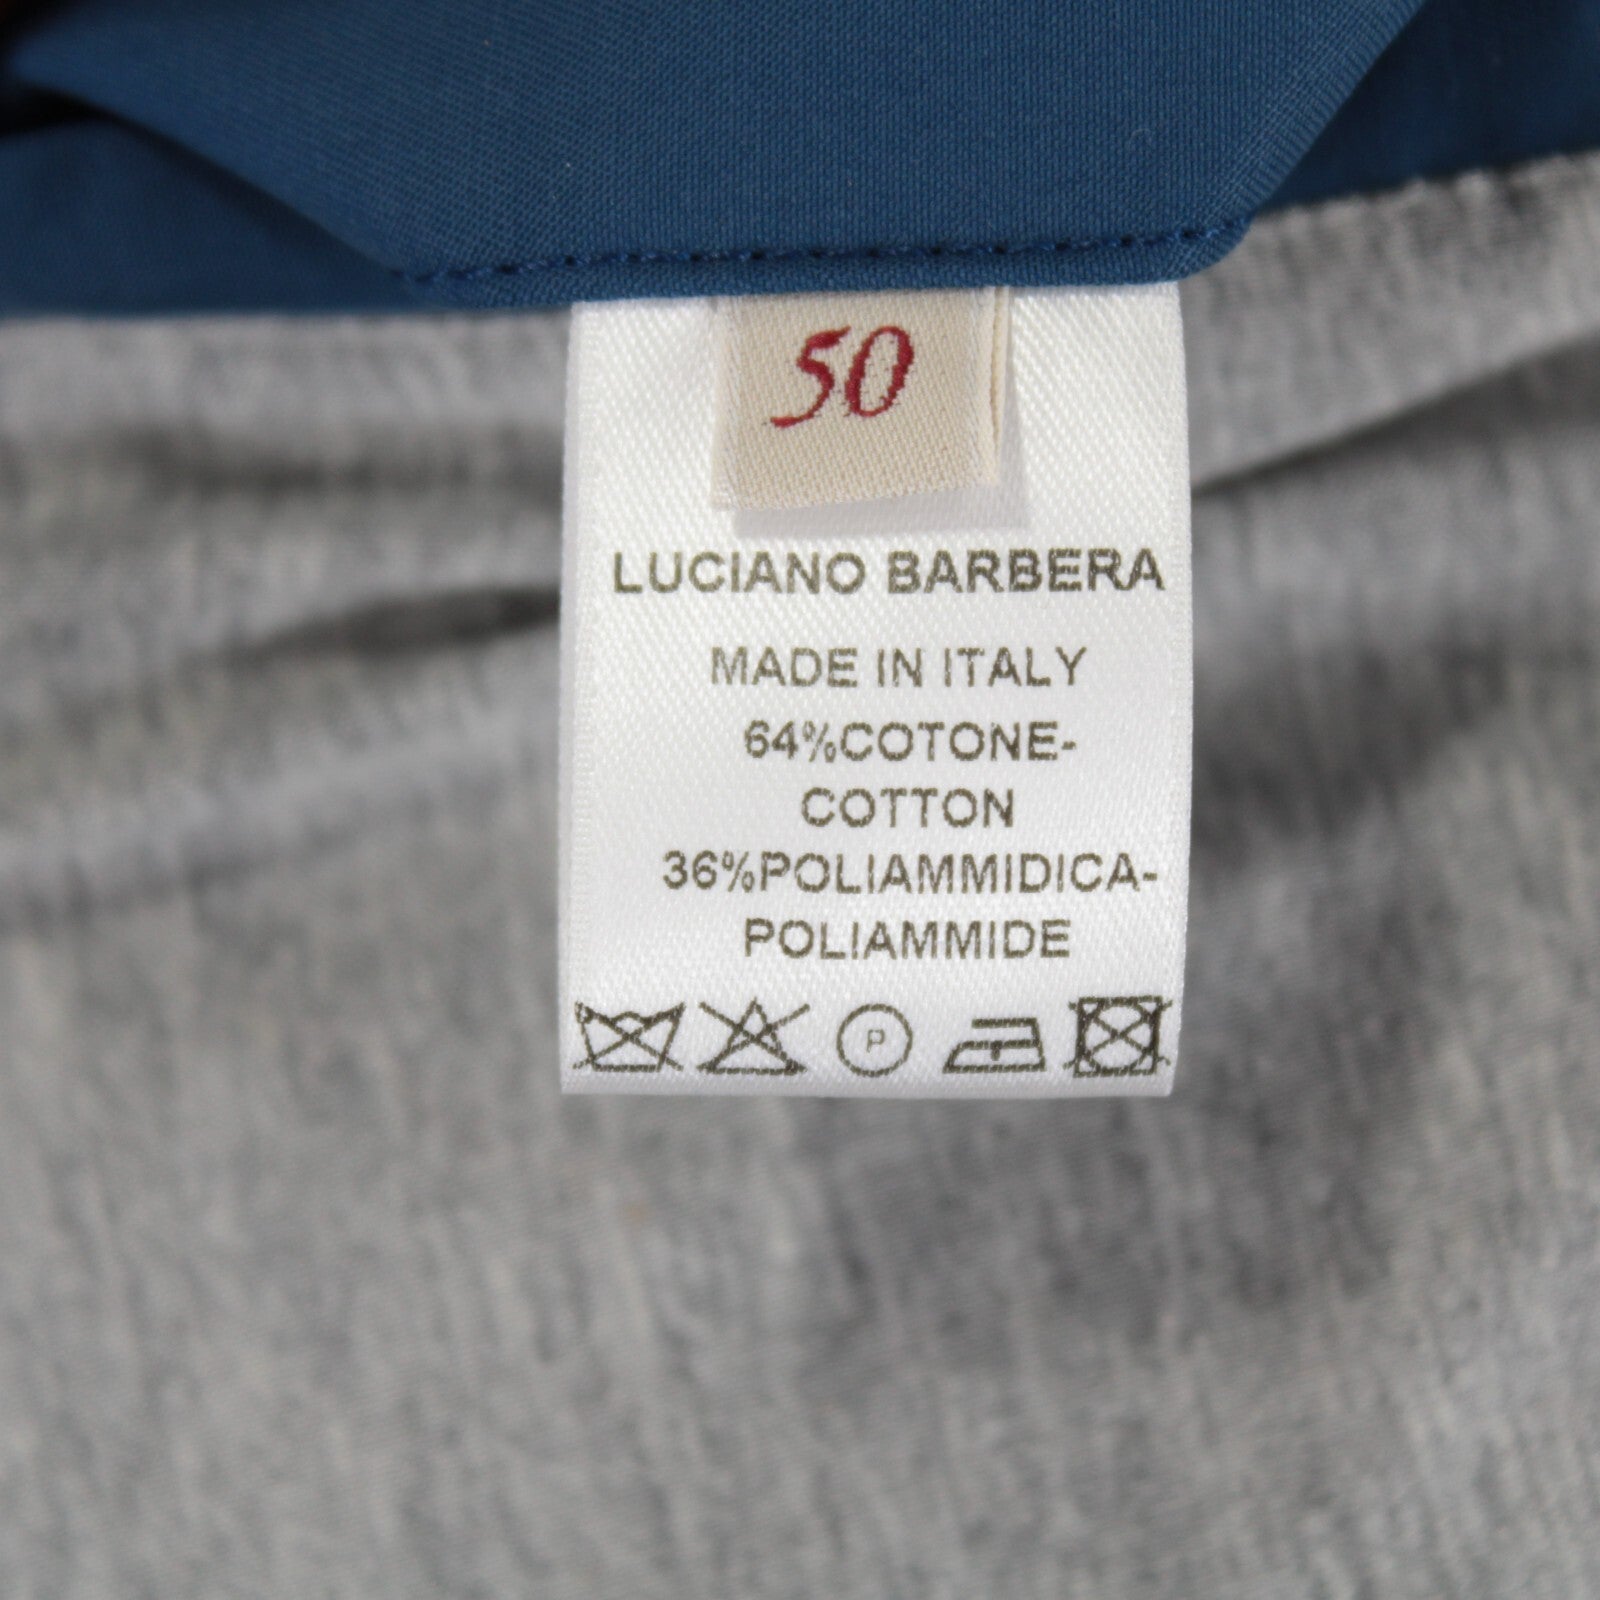 50
LUCIANO BARBERA
MADE IN ITALY
64%COTONE-
COTTON
36%POLIAMMIDICA-
POLIAMMIDE
P